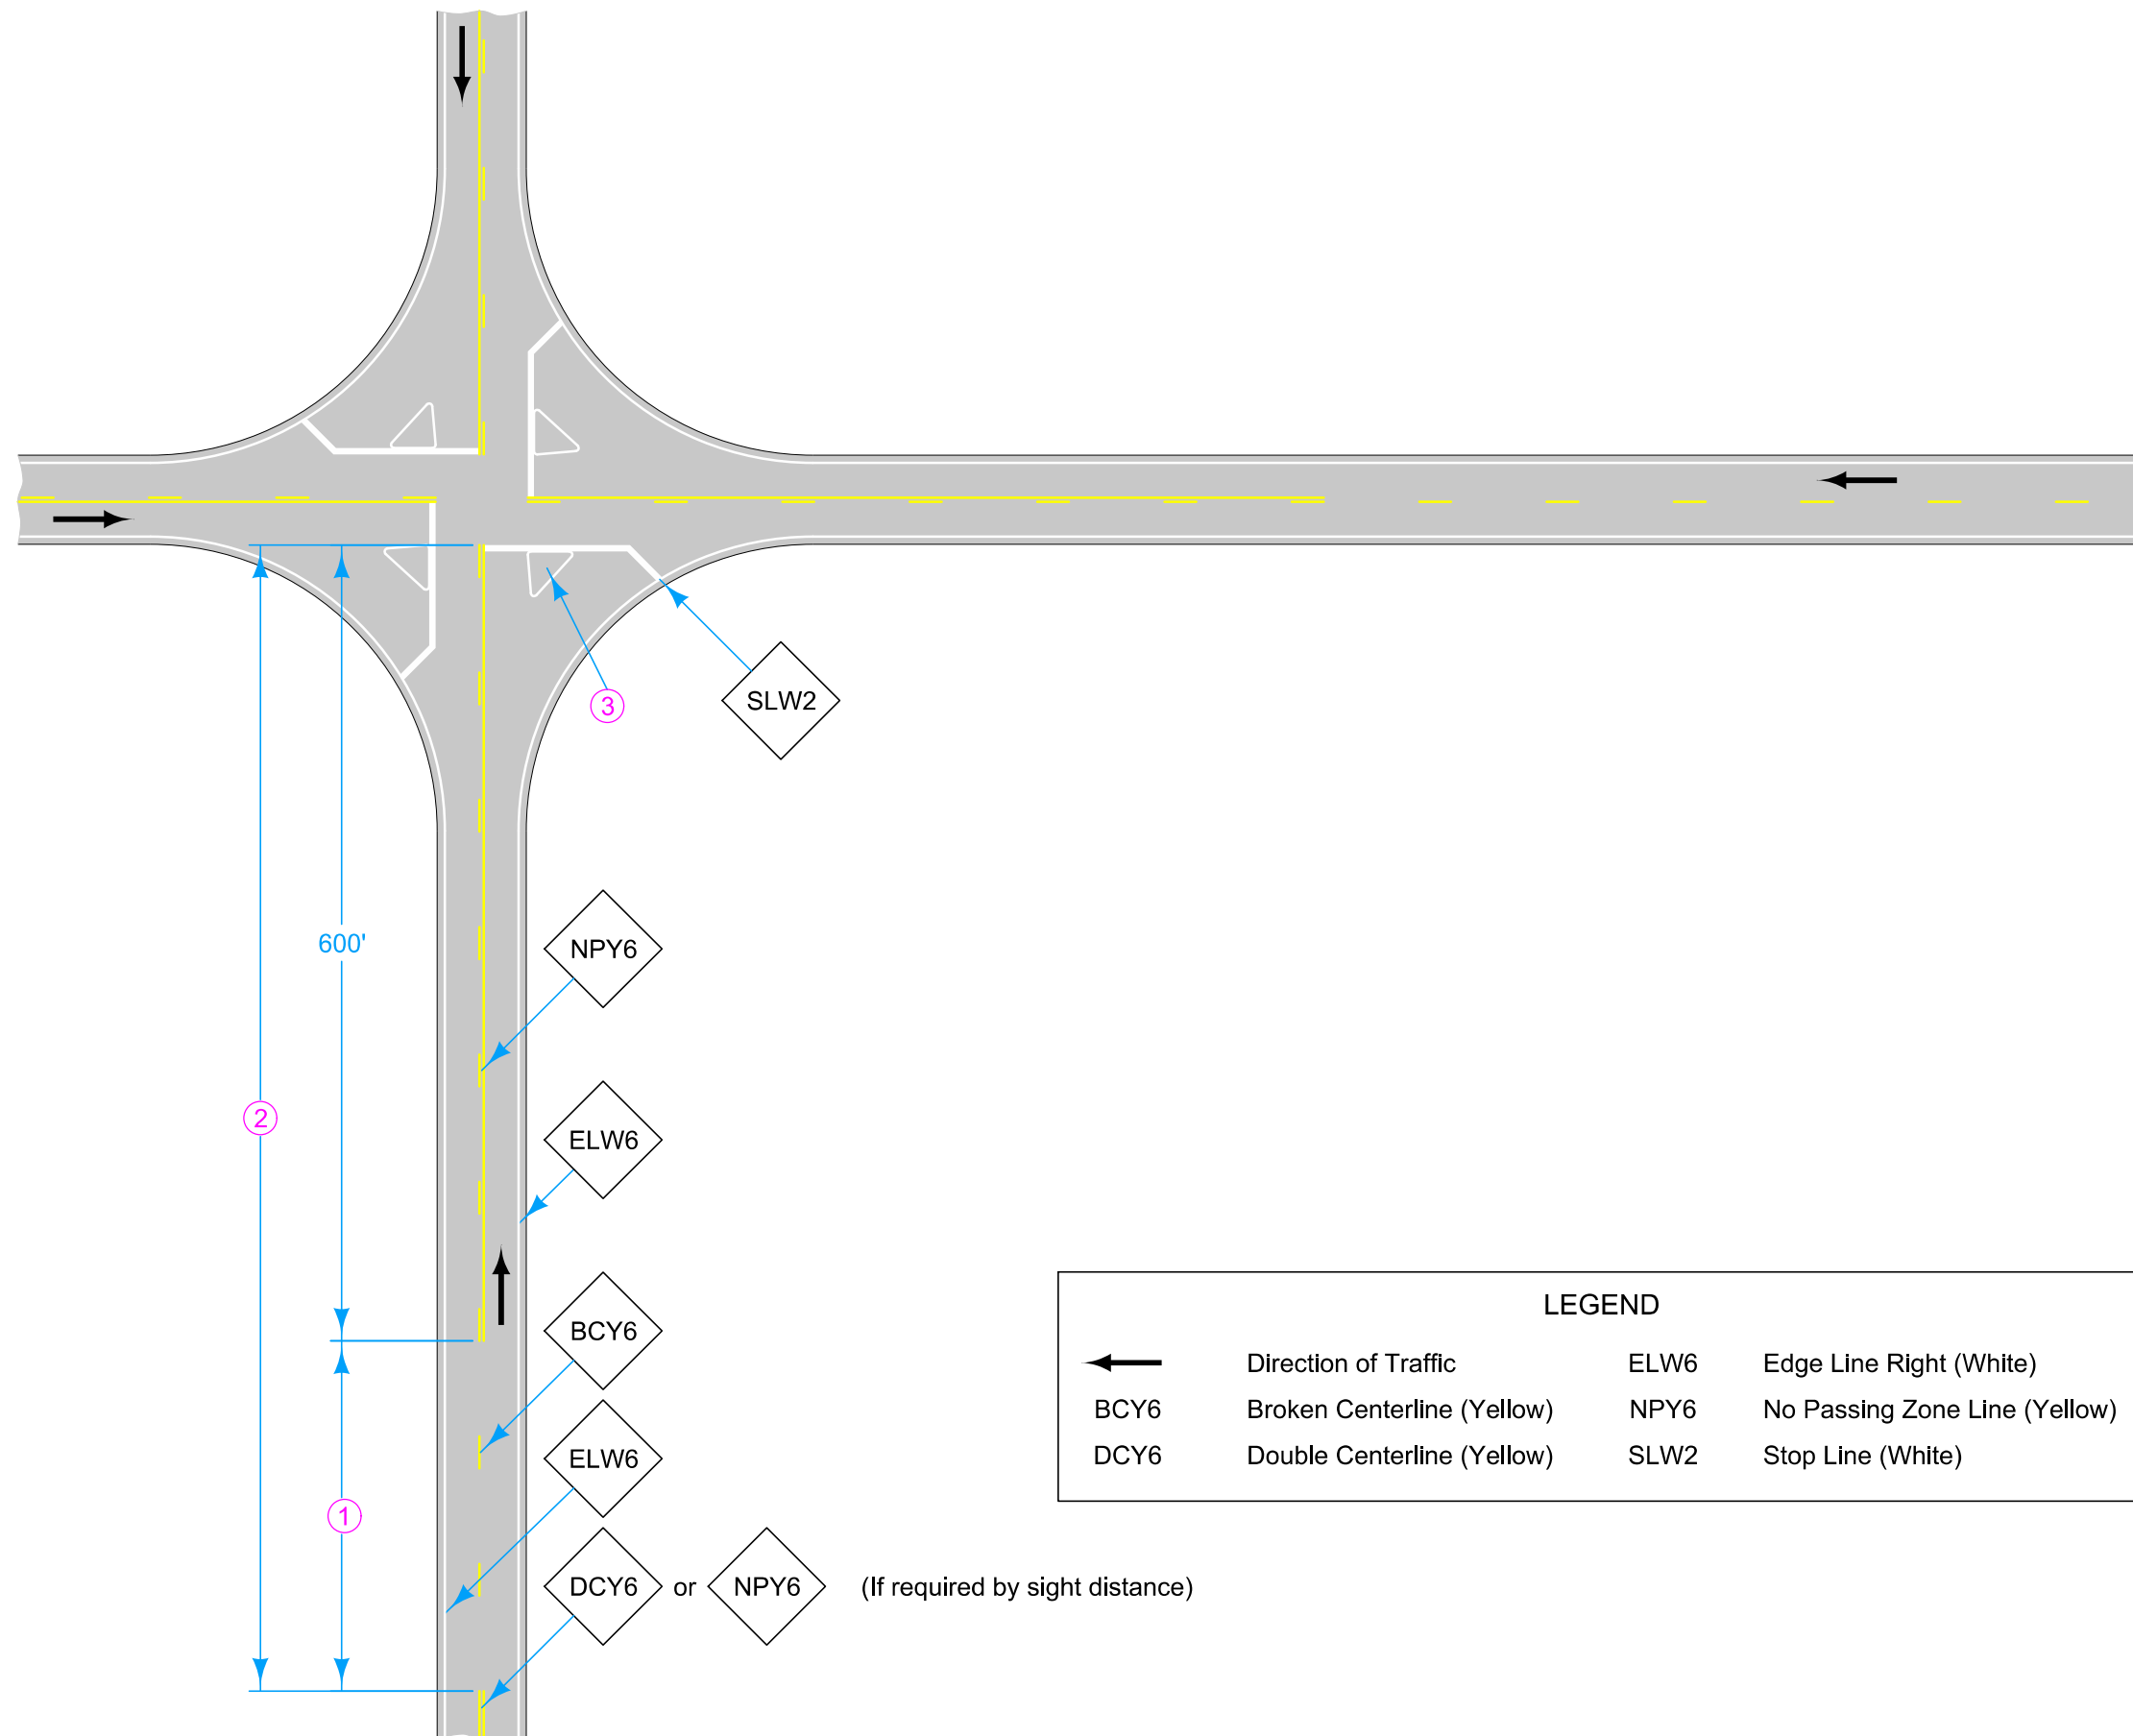 3
SLW2
NPY6
600'
2
ELW6
BCY6
1
ELW6
DCY6 or NPY6 (If required by sight distance)
LEGEND
Direction of Traffic ELW6 Edge Line Right (White)
BCY6 Broken Centerline (Yellow) NPY6 No Passing Zone Line (Yellow)
DCY6 Double Centerline (Yellow) SLW2 Stop Line (White)